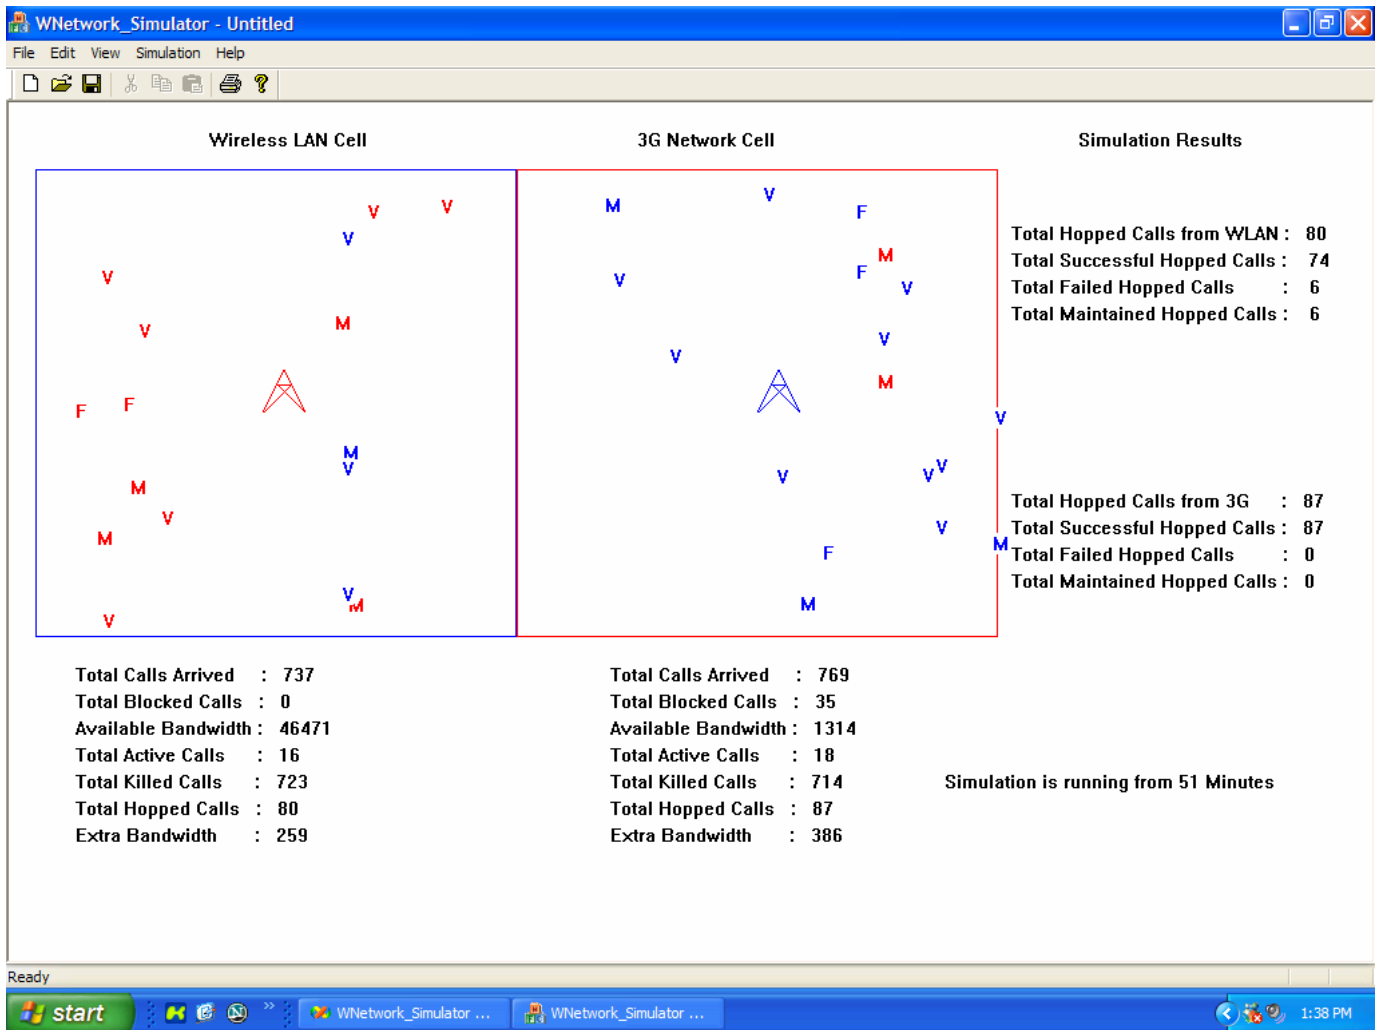 WNetwork_Simulator - Untitled
File Edit View Simulation Help
Wireless LAN Cell 3G Network Cell Simulation Results
V V V V V M F F M V M V M V V M V
M V F M F V V V M V V M V V V V F M
Total Hopped Calls from WLAN : 80
Total Successful Hopped Calls : 74
Total Failed Hopped Calls : 6
Total Maintained Hopped Calls : 6
Total Hopped Calls from 3G : 87
Total Successful Hopped Calls : 87
Total Failed Hopped Calls : 0
Total Maintained Hopped Calls : 0
Total Calls Arrived : 737
Total Blocked Calls : 0
Available Bandwidth : 46471
Total Active Calls : 16
Total Killed Calls : 723
Total Hopped Calls : 80
Extra Bandwidth : 259
Total Calls Arrived : 769
Total Blocked Calls : 35
Available Bandwidth : 1314
Total Active Calls : 18
Total Killed Calls : 714
Total Hopped Calls : 87
Extra Bandwidth : 386
Simulation is running from 51 Minutes
Ready
start WNetwork_Simulator ... WNetwork_Simulator ... 1:38 PM